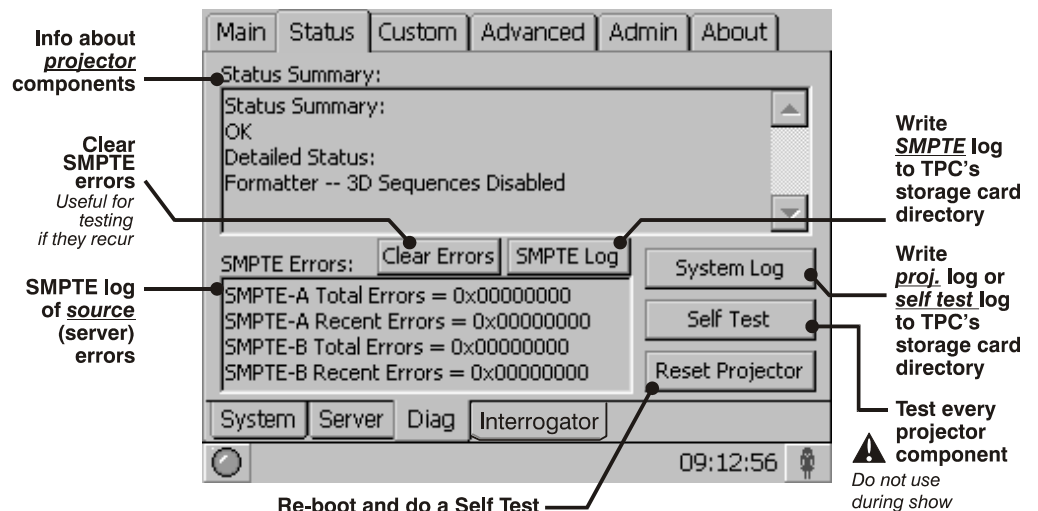 Main Status Custom Advanced Admin About
Info about
projector
components
Status Summary:
Status Summary:
OK
Detailed Status:
Formatter -- 3D Sequences Disabled
Clear
SMPTE
errors
Useful for
testing
if they recur
Write
SMPTE log
to TPC's
storage card
directory
SMPTE Errors: Clear Errors SMPTE Log
System Log
Self Test
Reset Projector
SMPTE log
of source
(server)
errors
SMPTE-A Total Errors = 0x00000000
SMPTE-A Recent Errors = 0x00000000
SMPTE-B Total Errors = 0x00000000
SMPTE-B Recent Errors = 0x00000000
Write
proj. log or
self test log
to TPC's
storage card
directory
System Server Diag Interrogator
09:12:56
Test every
projector
component
Do not use
during show
Re-boot and do a Self Test